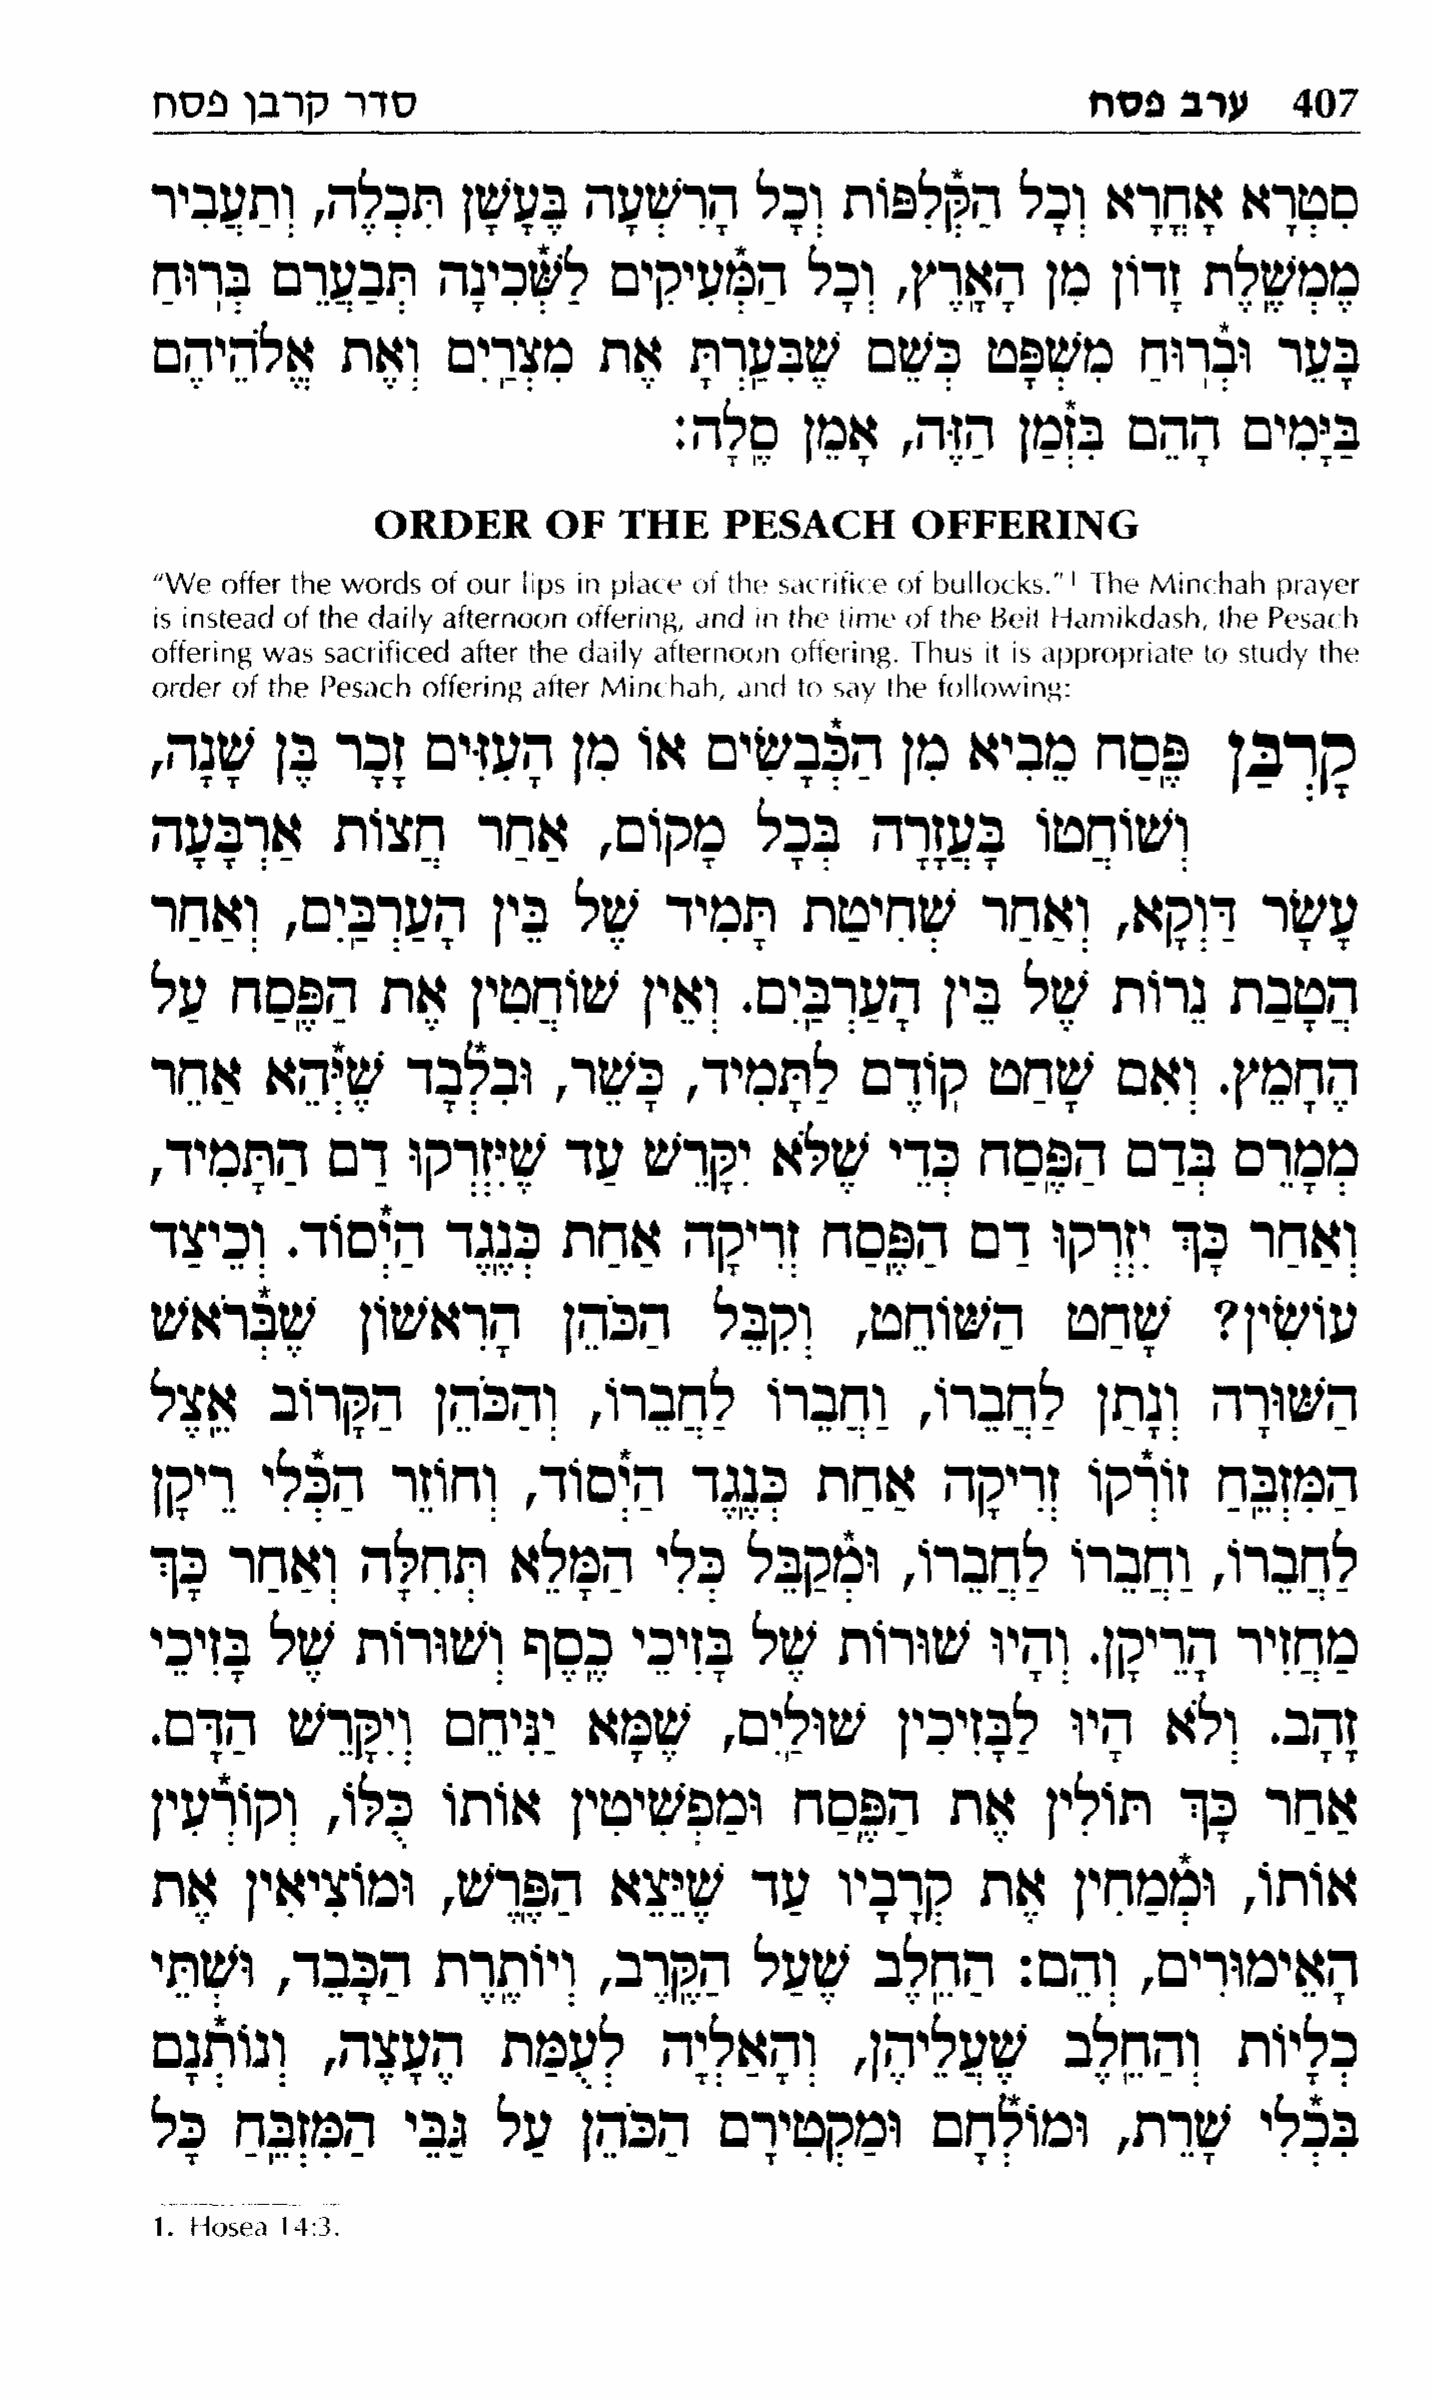 407 ערב פסח סדר קרבן פסח
סִטְרָא אָחֳרָא וְכָל הַקְּ֯לִפּוֹת וְכָל הָרִשְׁעָה בֶּעָשָׁן תִּכְלֶה, וְתַעֲבִיר
מֶמְשֶׁלֶת זָדוֹן מִן הָאָרֶץ, וְכָל הַמְּ֯עִיקִים לַשְּׁ֯כִינָה תְּבַעֲרֵם בְּרוּחַ
בָּעֵר וּבְ֯רוּחַ מִשְׁפָּט כְּשֵׁם שֶׁבִּעַרְתָּ אֶת מִצְרַיִם וְאֶת אֱלֹהֵיהֶם
בַּיָּמִים הָהֵם בִּזְ֯מַן הַזֶּה, אָמֵן סֶלָה:
ORDER OF THE PESACH OFFERING
"We offer the words of our lips in place of the sacrifice of bullocks."1 The Minchah prayer
is instead of the daily afternoon offering, and in the time of the Beit Hamikdash, the Pesach
offering was sacrificed after the daily afternoon offering. Thus it is appropriate to study the
order of the Pesach offering after Minchah, and to say the following:
קָרְבַּן פֶּסַח מֵבִיא מִן הַכְּ֯בָשִׂים אוֹ מִן הָעִזִּים זָכָר בֶּן שָׁנָה,
וְשׁוֹחֲטוֹ בָּעֲזָרָה בְּכָל מָקוֹם, אַחַר חֲצוֹת אַרְבָּעָה
עָשָׂר דַּוְקָא, וְאַחַר שְׁחִיטַת תָּמִיד שֶׁל בֵּין הָעַרְבַּיִם, וְאַחַר
הֲטָבַת נֵרוֹת שֶׁל בֵּין הָעַרְבַּיִם. וְאֵין שׁוֹחֲטִין אֶת הַפֶּסַח עַל
הֶחָמֵץ. וְאִם שָׁחַט קוֹדֶם לַתָּמִיד, כָּשֵׁר, וּבִלְ֯בָד שֶׁיְּ֯הֵא אַחֵר
מְמָרֵס בְּדַם הַפֶּסַח כְּדֵי שֶׁלֹּא יִקָּרֵשׁ עַד שֶׁיִּזְרְקוּ דַם הַתָּמִיד,
וְאַחַר כָּךְ יִזְרְקוּ דַם הַפֶּסַח זְרִיקָה אַחַת כְּנֶגֶד הַיְ֯סוֹד. וְכֵיצַד
עוֹשִׂין? שָׁחַט הַשּׁוֹחֵט, וְקִבֵּל הַכֹּהֵן הָרִאשׁוֹן שֶׁבְּ֯רֹאשׁ
הַשּׁוּרָה וְנָתַן לַחֲבֵרוֹ, וַחֲבֵרוֹ לַחֲבֵרוֹ, וְהַכֹּהֵן הַקָּרוֹב אֵצֶל
הַמִּזְבֵּחַ זוֹרְ֯קוֹ זְרִיקָה אַחַת כְּנֶגֶד הַיְ֯סוֹד, וְחוֹזֵר הַכְּ֯לִי רֵיקָן
לַחֲבֵרוֹ, וַחֲבֵרוֹ לַחֲבֵרוֹ, וּמְ֯קַבֵּל כְּלִי הַמָּלֵא תְּחִלָּה וְאַחַר כָּךְ
מַחֲזִיר הָרֵיקָן. וְהָיוּ שׁוּרוֹת שֶׁל בָּזִיכֵי כֶסֶף וְשׁוּרוֹת שֶׁל בָּזִיכֵי
זָהָב. וְלֹא הָיוּ לַבָּזִיכִין שׁוּלַיִם, שֶׁמָּא יַנִּיחֵם וְיִקָּרֵשׁ הַדָּם.
אַחַר כָּךְ תּוֹלִין אֶת הַפֶּסַח וּמַפְשִׁיטִין אוֹתוֹ כֻּלּוֹ, וְקוֹרְ֯עִין
אוֹתוֹ, וּמְ֯מַחִין אֶת קְרָבָיו עַד שֶׁיֵּצֵא הַפֶּרֶשׁ, וּמוֹצִיאִין אֶת
הָאֵימוּרִים, וְהֵם: הַחֵלֶב שֶׁעַל הַקֶּרֶב, וְיוֹתֶרֶת הַכָּבֵד, וּשְׁתֵּי
כְלָיוֹת וְהַחֵלֶב שֶׁעֲלֵיהֶן, וְהָאַלְיָה לְעֻמַּת הֶעָצֶה, וְנוֹתְ֯נָם
בִּכְ֯לִי שָׁרֵת, וּמוֹלְ֯חָם וּמַקְטִירָם הַכֹּהֵן עַל גַּבֵּי הַמִּזְבֵּחַ כָּל
1. Hosea 14:3.